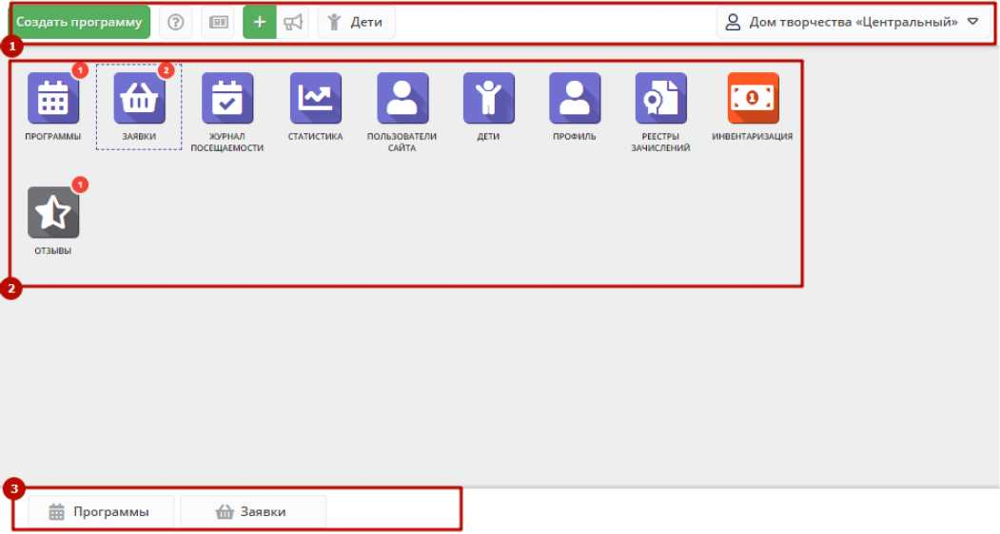 Создать программу + Дети Дом творчества «Центральный»
1
1 2
ПРОГРАММЫ ЗАЯВКИ ЖУРНАЛ ПОСЕЩАЕМОСТИ СТАТИСТИКА ПОЛЬЗОВАТЕЛИ САЙТА ДЕТИ ПРОФИЛЬ РЕЕСТРЫ ЗАЧИСЛЕНИЙ ИНВЕНТАРИЗАЦИЯ
1
ОТЗЫВЫ
2
3
Программы Заявки